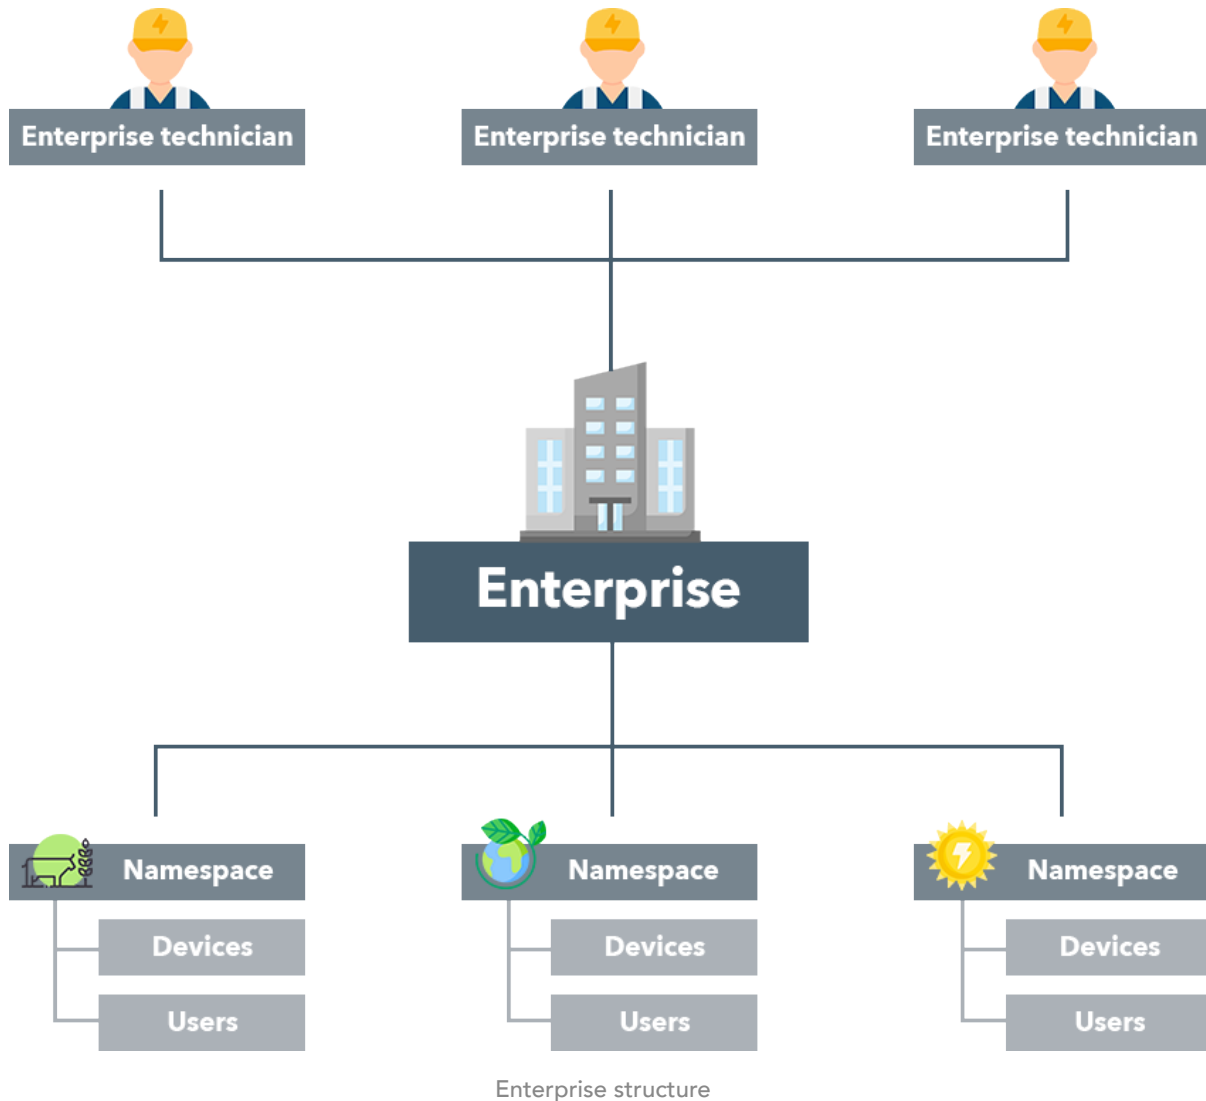 Enterprise technician
Enterprise technician
Enterprise technician
Enterprise
Namespace
Namespace
Namespace
Devices
Devices
Devices
Users
Users
Users
Enterprise structure